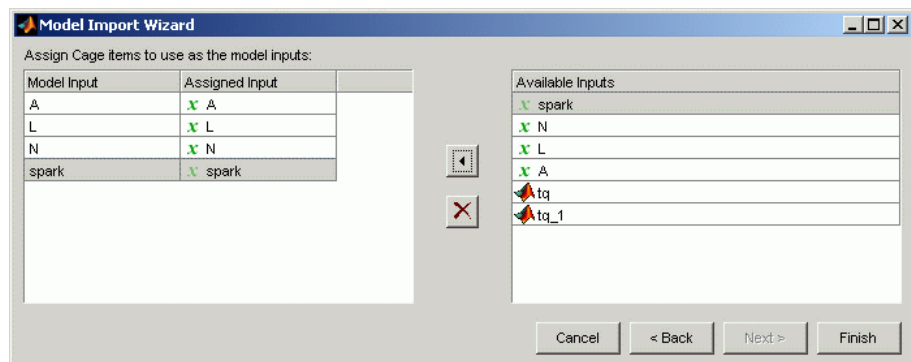 Model Import Wizard
Assign Cage items to use as the model inputs:
Model Input Assigned Input
A x A
L x L
N x N
spark x spark
Available Inputs
x spark
x N
x L
x A
tq
tq_1
Cancel < Back Next > Finish